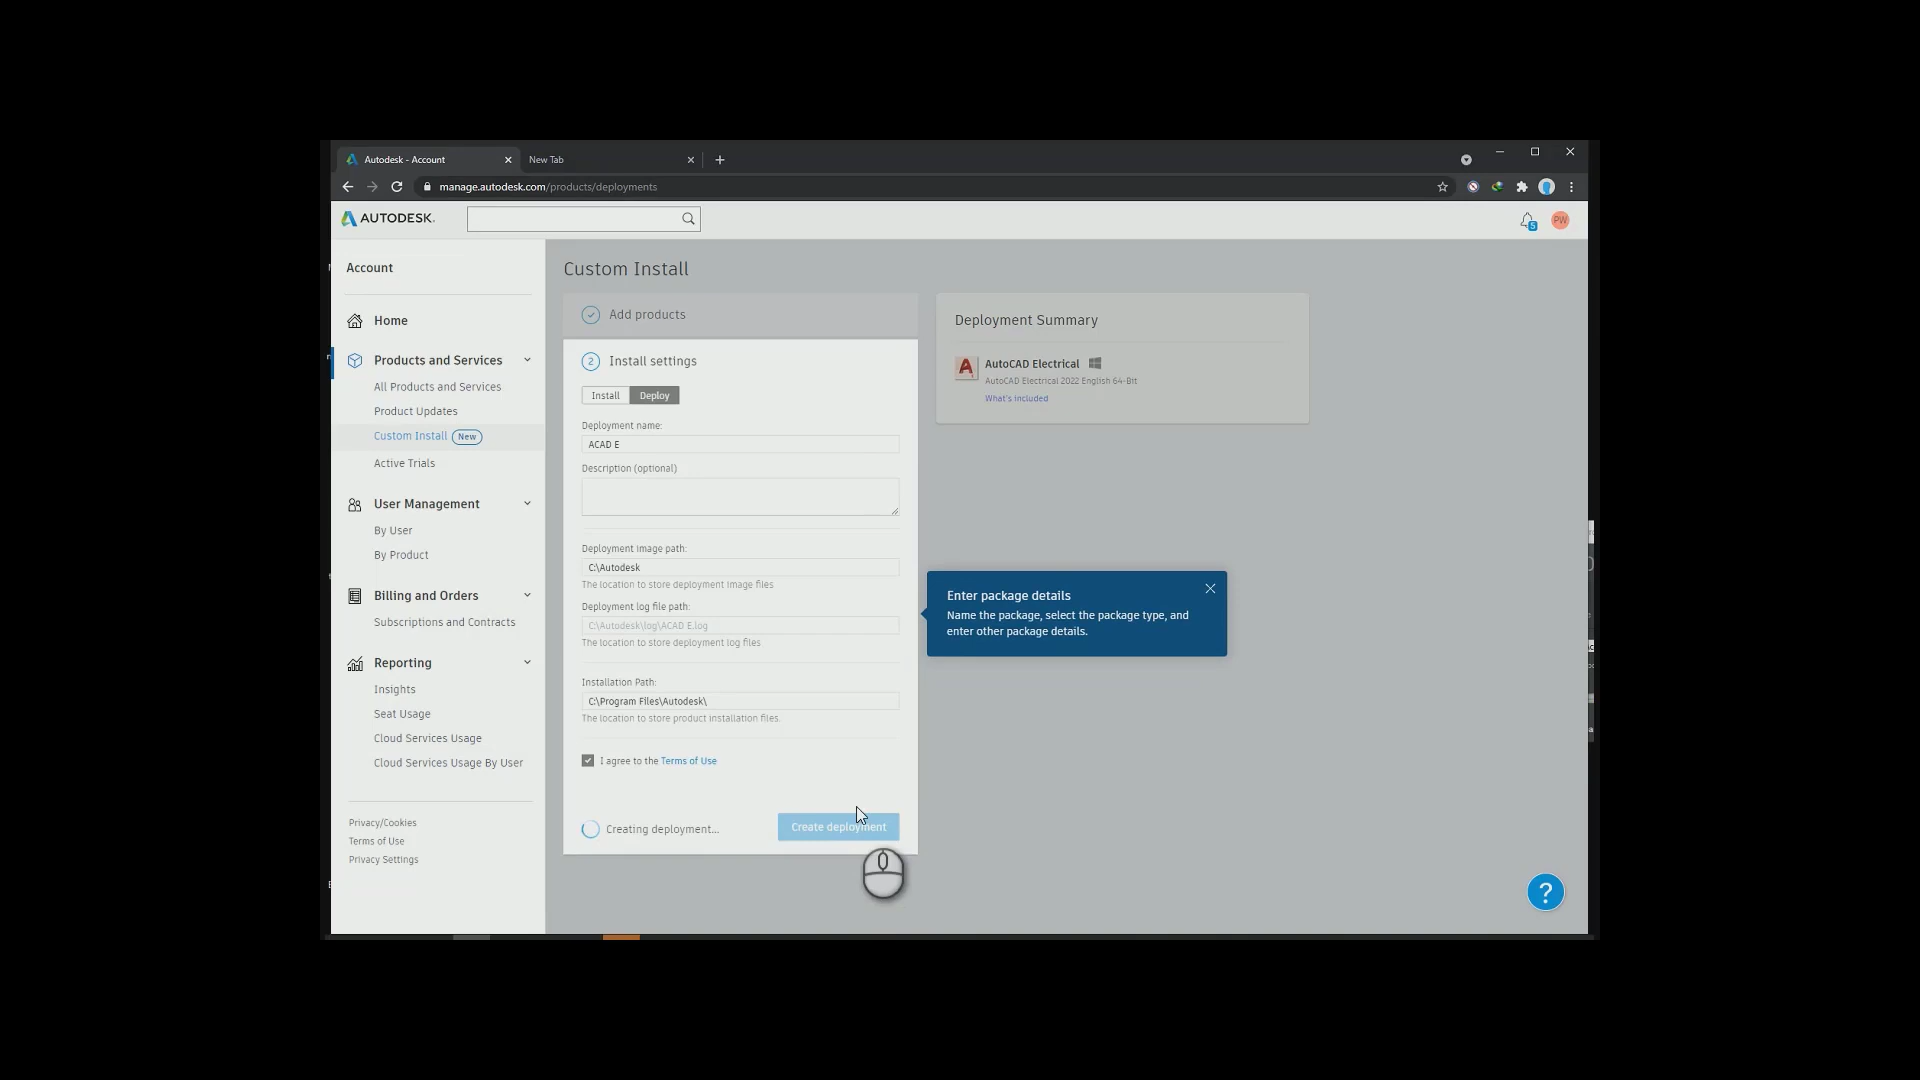 Autodesk - Account
New Tab
manage.autodesk.com/products/deployments
AUTODESK.
5
PW
Account
Home
Products and Services
All Products and Services
Product Updates
Custom Install New
Active Trials
User Management
By User
By Product
Billing and Orders
Subscriptions and Contracts
Reporting
Insights
Seat Usage
Cloud Services Usage
Cloud Services Usage By User
Privacy/Cookies
Terms of Use
Privacy Settings
Custom Install
Add products
2 Install settings
Install Deploy
Deployment name:
ACAD E
Description (optional)
Deployment image path:
C:\Autodesk
The location to store deployment image files
Deployment log file path:
C:\Autodesk\log\ACAD E.log
The location to store deployment log files
Installation Path:
C:\Program Files\Autodesk\
The location to store product installation files.
I agree to the Terms of Use
Creating deployment...
Create deployment
Deployment Summary
A
AutoCAD Electrical
AutoCAD Electrical 2022 English 64-Bit
What's included
Enter package details
Name the package, select the package type, and
enter other package details.
?